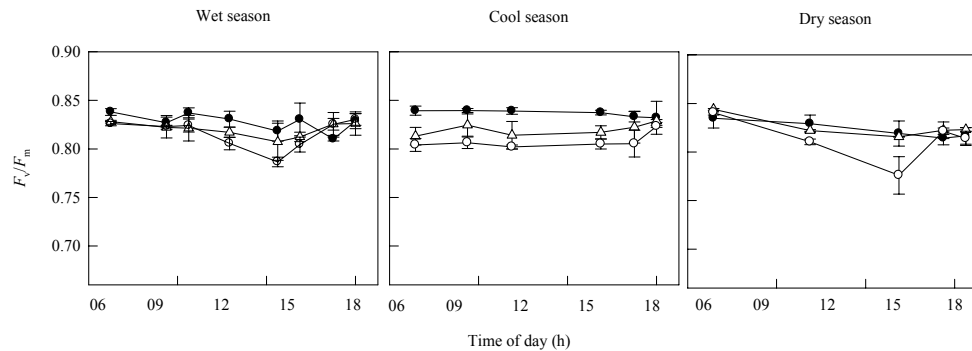 Wet season Cool season Dry season
0.90
0.85
0.80
0.75
0.70
Fv/Fm
06 09 12 15 18 06 09 12 15 18 06 09 12 15 18
Time of day (h)